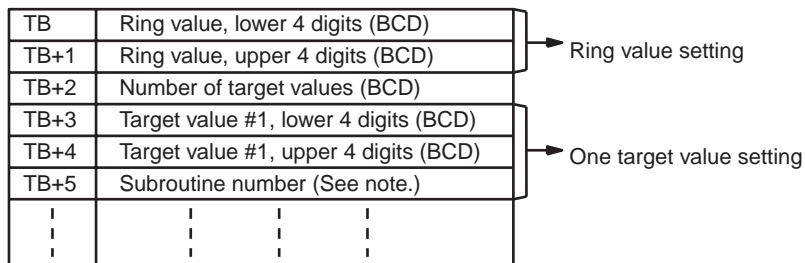 TB Ring value, lower 4 digits (BCD)
TB+1 Ring value, upper 4 digits (BCD)
Ring value setting
TB+2 Number of target values (BCD)
TB+3 Target value #1, lower 4 digits (BCD)
TB+4 Target value #1, upper 4 digits (BCD)
One target value setting
TB+5 Subroutine number (See note.)